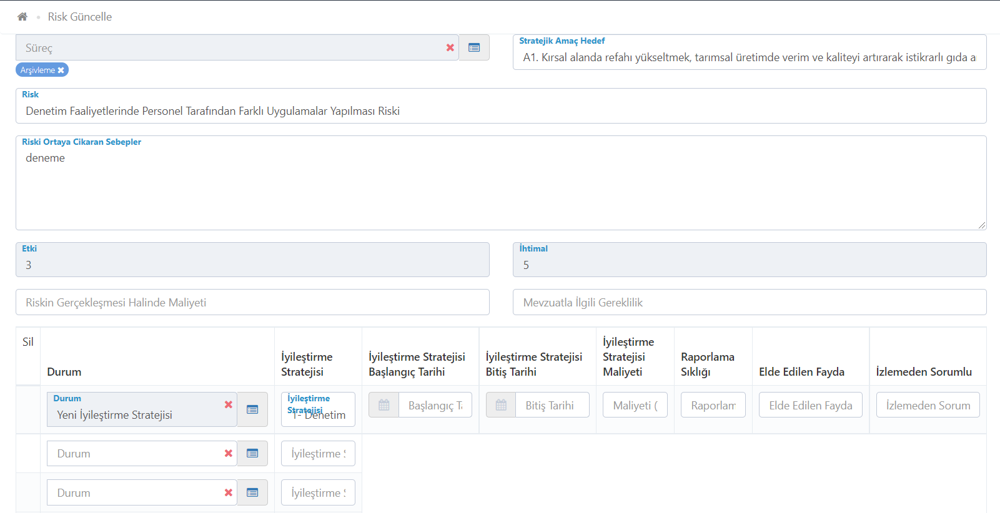 Risk Güncelle
Süreç
Arşivleme
Stratejik Amaç Hedef
A1. Kırsal alanda refahı yükseltmek, tarımsal üretimde verim ve kaliteyi artırarak istikrarlı gıda a
Risk
Denetim Faaliyetlerinde Personel Tarafından Farklı Uygulamalar Yapılması Riski
Riski Ortaya Cikaran Sebepler
deneme
Etki
3
İhtimal
5
Riskin Gerçekleşmesi Halinde Maliyeti
Mevzuatla İlgili Gereklilik
Sil
Durum
İyileştirme
Stratejisi
İyileştirme Stratejisi
Başlangıç Tarihi
İyileştirme Stratejisi
Bitiş Tarihi
İyileştirme
Stratejisi
Maliyeti
Raporlama
Sıklığı
Elde Edilen Fayda
İzlemeden Sorumlu
Durum
Yeni İyileştirme Stratejisi
İyileştirme
Stratejisi
1- Denetim
Başlangıç Ta
Bitiş Tarihi
Maliyeti (
Raporlam
Elde Edilen Fayda
İzlemeden Sorum
Durum
İyileştirme S
Durum
İyileştirme S